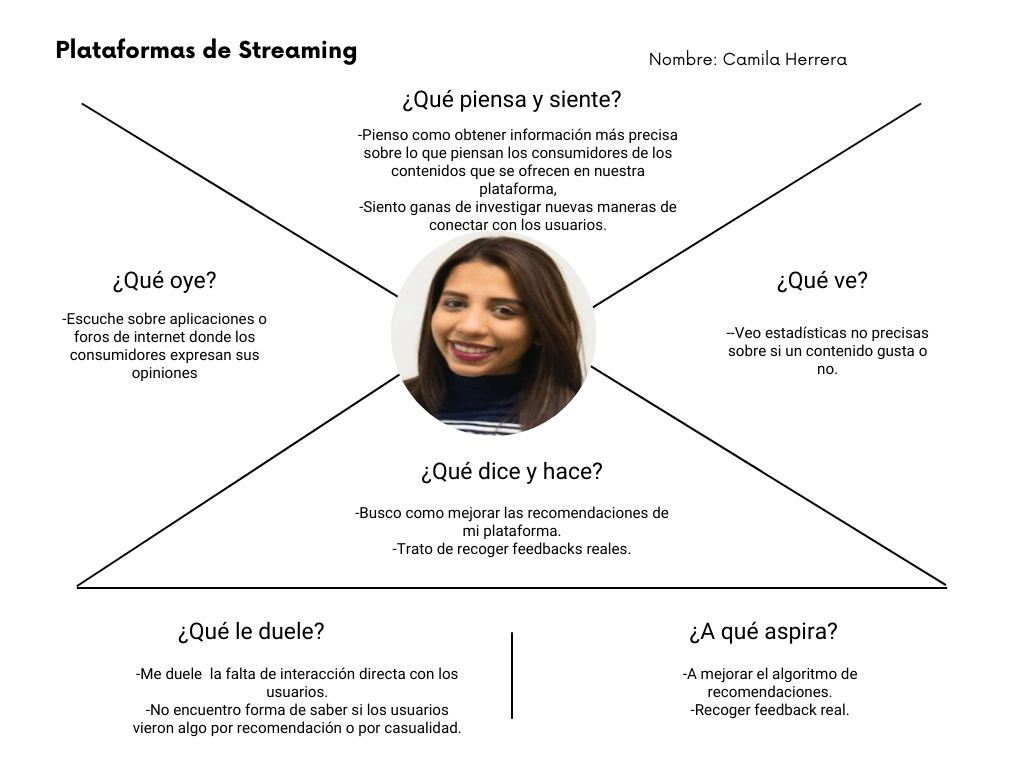 Plataformas de Streaming
Nombre: Camila Herrera
¿Qué piensa y siente?
-Pienso como obtener información más precisa
sobre lo que piensan los consumidores de los
contenidos que se ofrecen en nuestra
plataforma,
-Siento ganas de investigar nuevas maneras de
conectar con los usuarios.
¿Qué oye?
-Escuche sobre aplicaciones o
foros de internet donde los
consumidores expresan sus
opiniones
¿Qué ve?
--Veo estadísticas no precisas
sobre si un contenido gusta o
no.
¿Qué dice y hace?
-Busco como mejorar las recomendaciones de
mi plataforma.
-Trato de recoger feedbacks reales.
¿Qué le duele?
-Me duele  la falta de interacción directa con los
usuarios.
-No encuentro forma de saber si los usuarios
vieron algo por recomendación o por casualidad.
¿A qué aspira?
-A mejorar el algoritmo de
recomendaciones.
-Recoger feedback real.